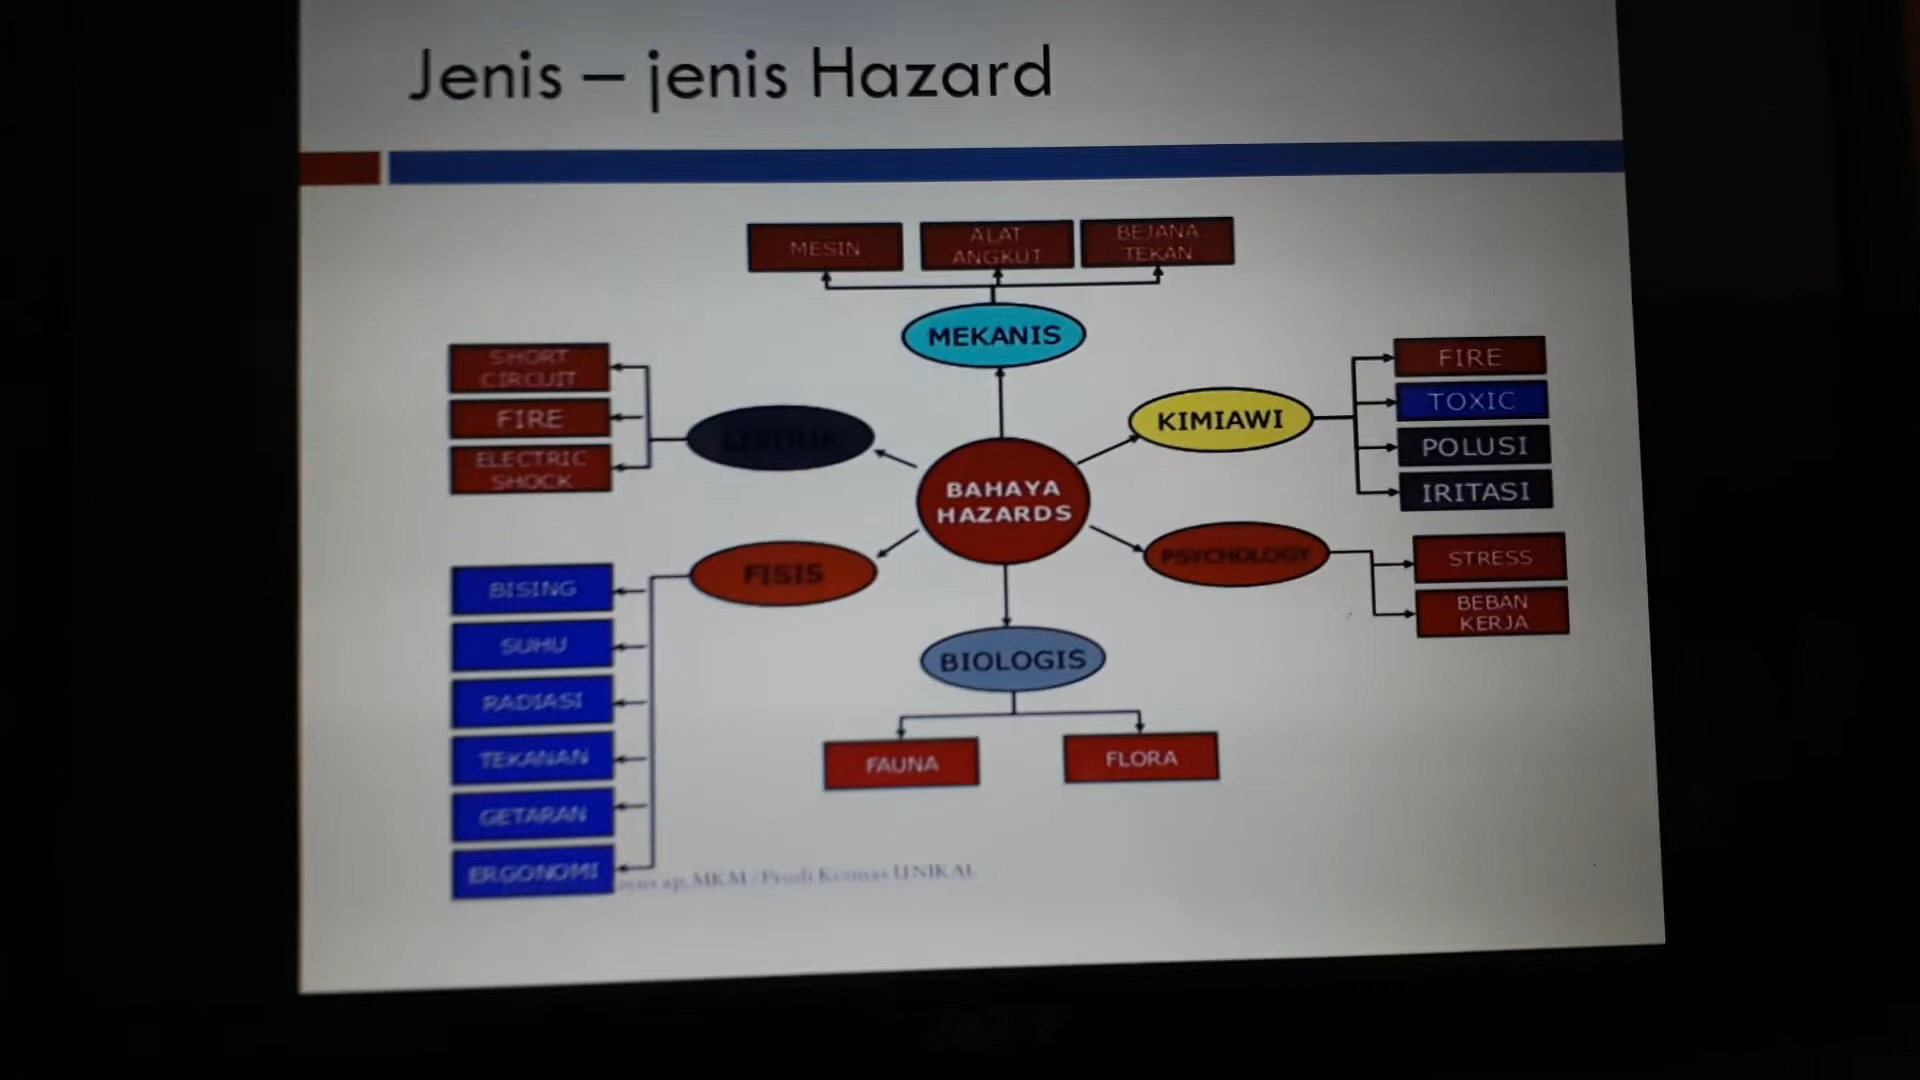 Jenis – jenis Hazard
MESIN
ALAT
ANGKUT
BEJANA
TEKAN
MEKANIS
SHORT
CIRCUIT
FIRE
ELECTRIC
SHOCK
LISTRIK
KIMIAWI
FIRE
TOXIC
POLUSI
IRITASI
BAHAYA
HAZARDS
PSYCHOLOGY
STRESS
BEBAN
KERJA
FISIS
BISING
SUHU
RADIASI
TEKANAN
GETARAN
ERGONOMI
BIOLOGIS
FAUNA
FLORA
MKM / Prodi Kesmas UNIKAL